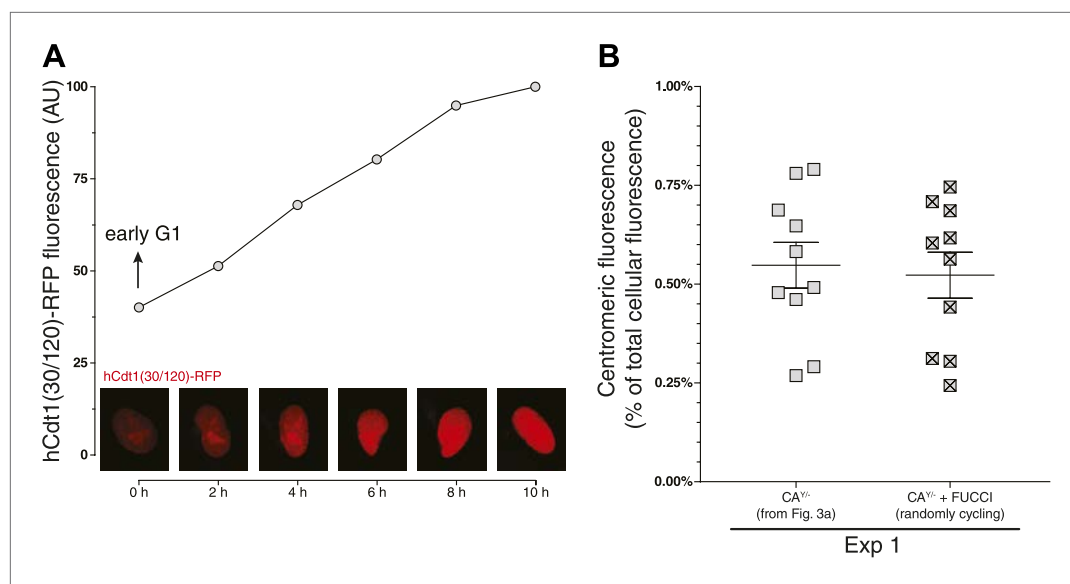 A
hCdt1(30/120)-RFP fluorescence (AU)
100
75
50
25
0
early G1
hCdt1(30/120)-RFP
0 h 2 h 4 h 6 h 8 h 10 h
B
Centromeric fluorescence
(% of total cellular fluorescence)
1.00%
0.75%
0.50%
0.25%
0.00%
CAY/- CAY/- + FUCCI
(from Fig. 3a) (randomly cycling)
Exp 1